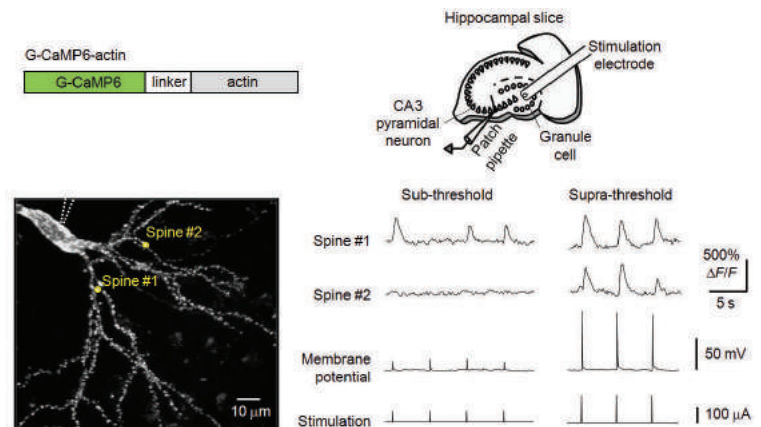 Hippocampal slice
G-CaMP6-actin
G-CaMP6 linker actin
Stimulation
electrode
CA3
pyramidal
neuron
Patch
pipette
Granule
cell
Spine #2
Spine #1
10 μm
Sub-threshold
Supra-threshold
Spine #1
Spine #2
500%
ΔF/F
5 s
Membrane
potential
50 mV
Stimulation
100 μA